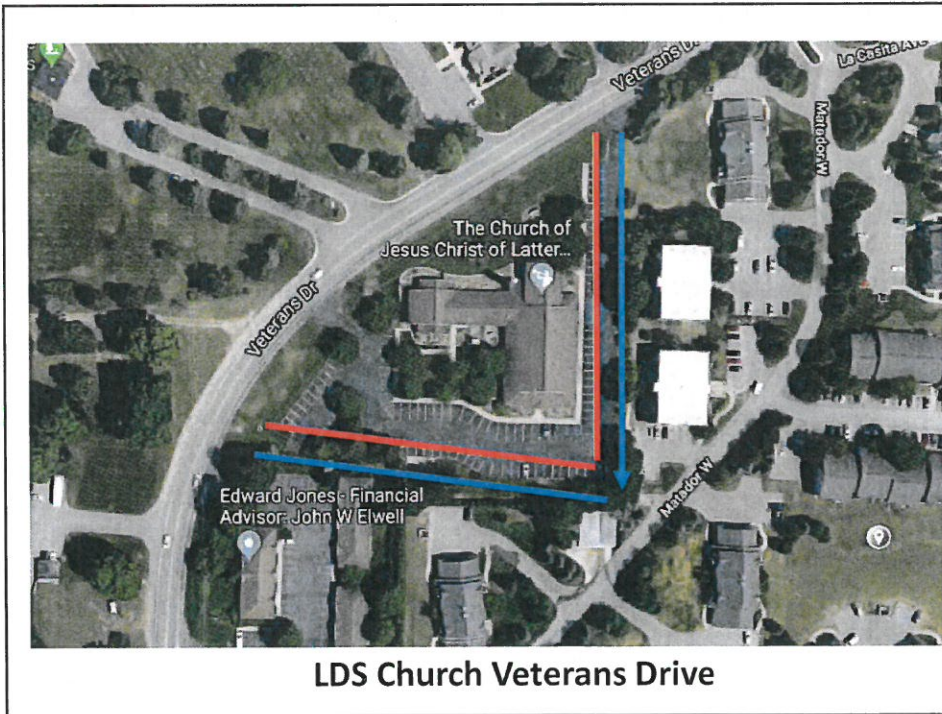 Veterans Dr
La Casita Ave
Matador W
The Church of
Jesus Christ of Latter...
Veterans Dr
Matador W
Edward Jones - Financial
Advisor: John W Elwell
LDS Church Veterans Drive